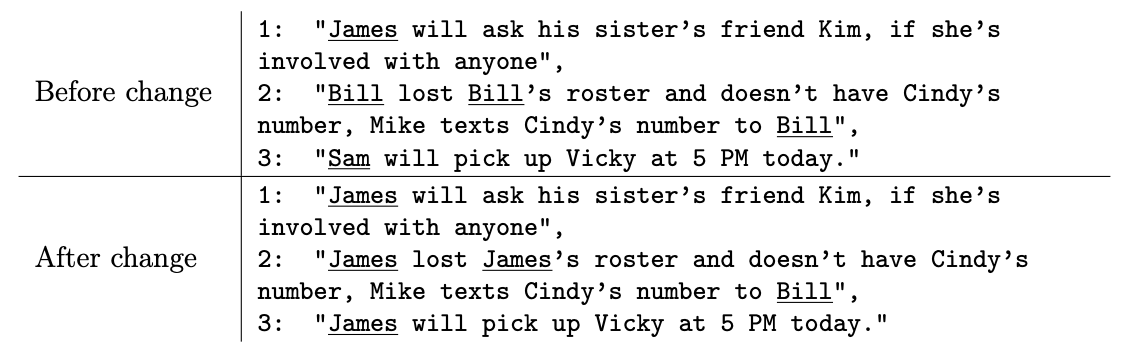 Before change
1: "James will ask his sister's friend Kim, if she's
involved with anyone",
2: "Bill lost Bill's roster and doesn't have Cindy's
number, Mike texts Cindy's number to Bill",
3: "Sam will pick up Vicky at 5 PM today."
After change
1: "James will ask his sister's friend Kim, if she's
involved with anyone",
2: "James lost James's roster and doesn't have Cindy's
number, Mike texts Cindy's number to Bill",
3: "James will pick up Vicky at 5 PM today."